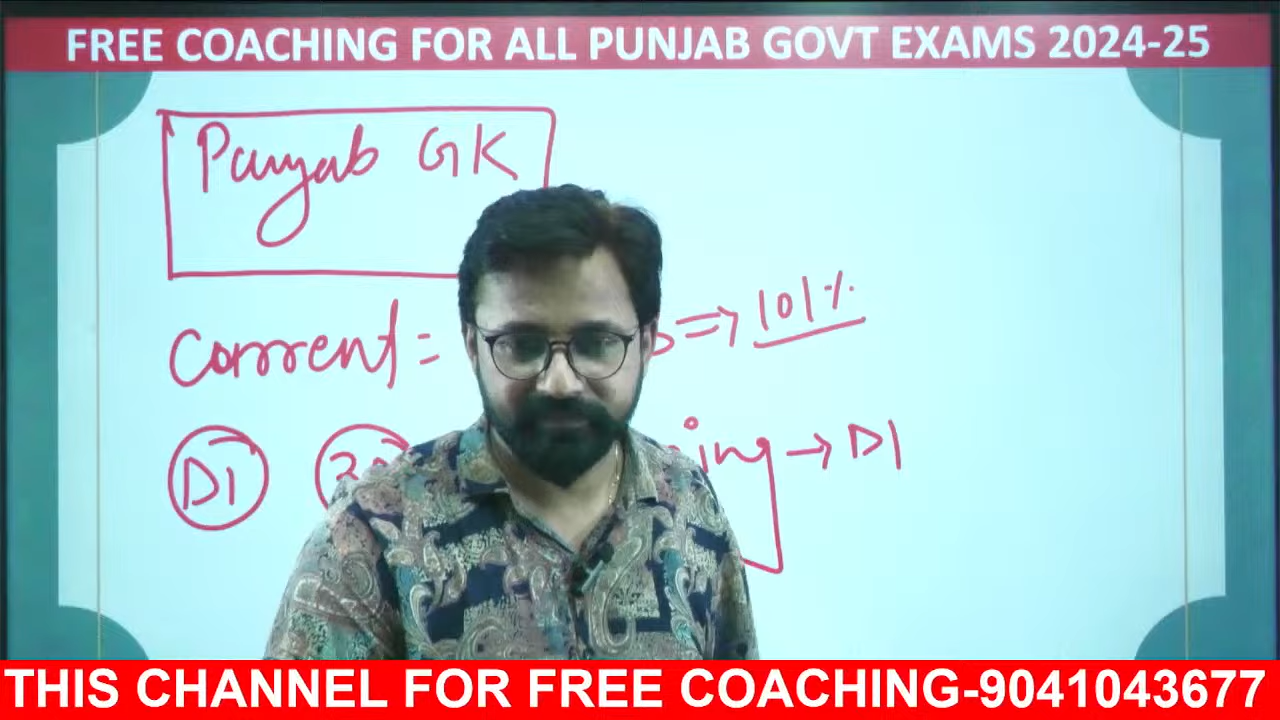 FREE COACHING FOR ALL PUNJAB GOVT EXAMS 2024-25
Punjab GK
Current = => 101%
D1 → D1
THIS CHANNEL FOR FREE COACHING-9041043677